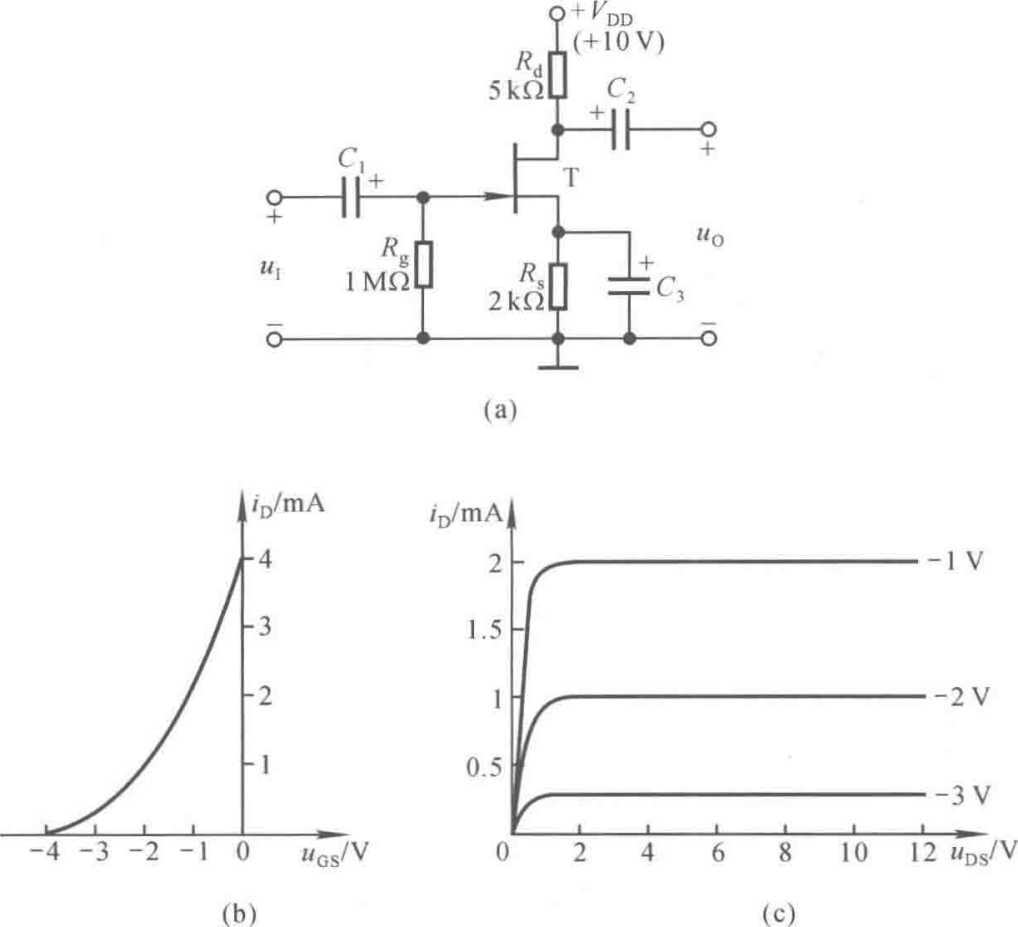 +V_DD
(+10 V)
R_d
5 kΩ
C_2
+
+
T
C_1
+
+
R_g
1 MΩ
u_I
R_s
2 kΩ
+
C_3
u_O
−
−
(a)
i_D/mA
4
3
2
1
−4 −3 −2 −1 0 u_GS/V
(b)
i_D/mA
2
1.5
1
0.5
−1 V
−2 V
−3 V
0 2 4 6 8 10 12 u_DS/V
(c)